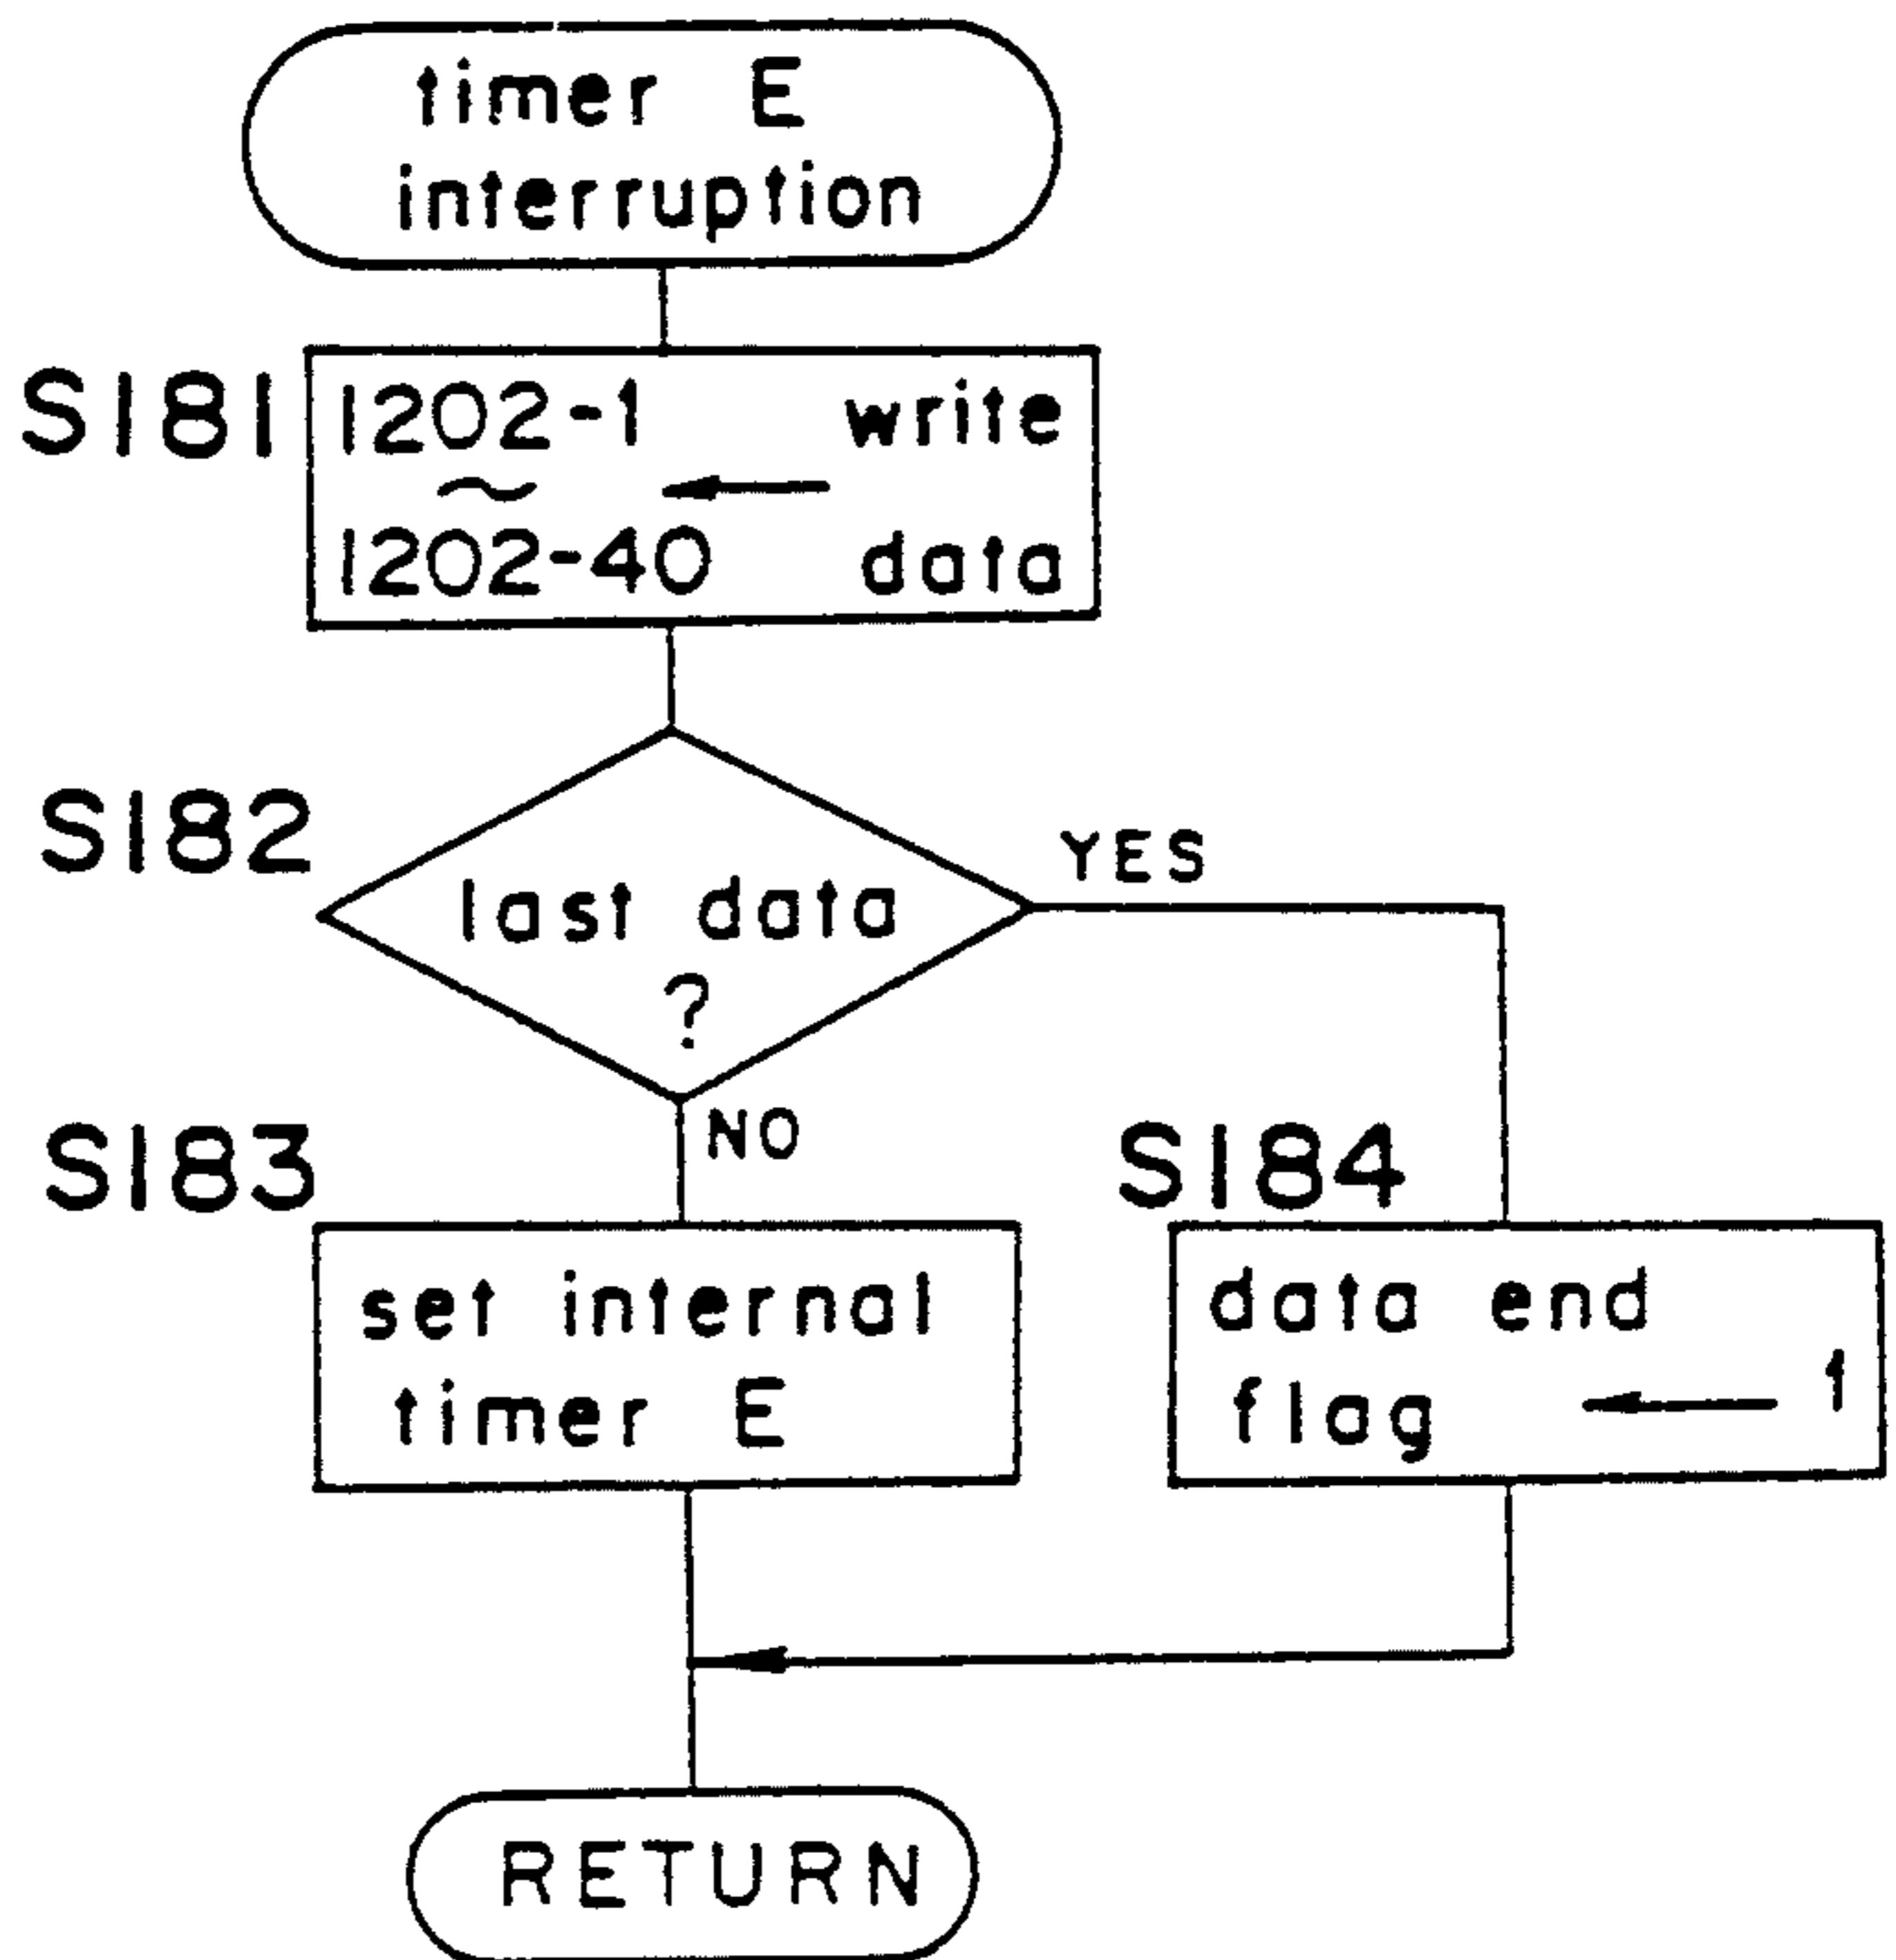 timer E
interruption
S181
1202-1 write
~ ←
1202-40 data
S182
last data
?
YES
NO
S183
set internal
timer E
S184
data end
flag ← 1
RETURN